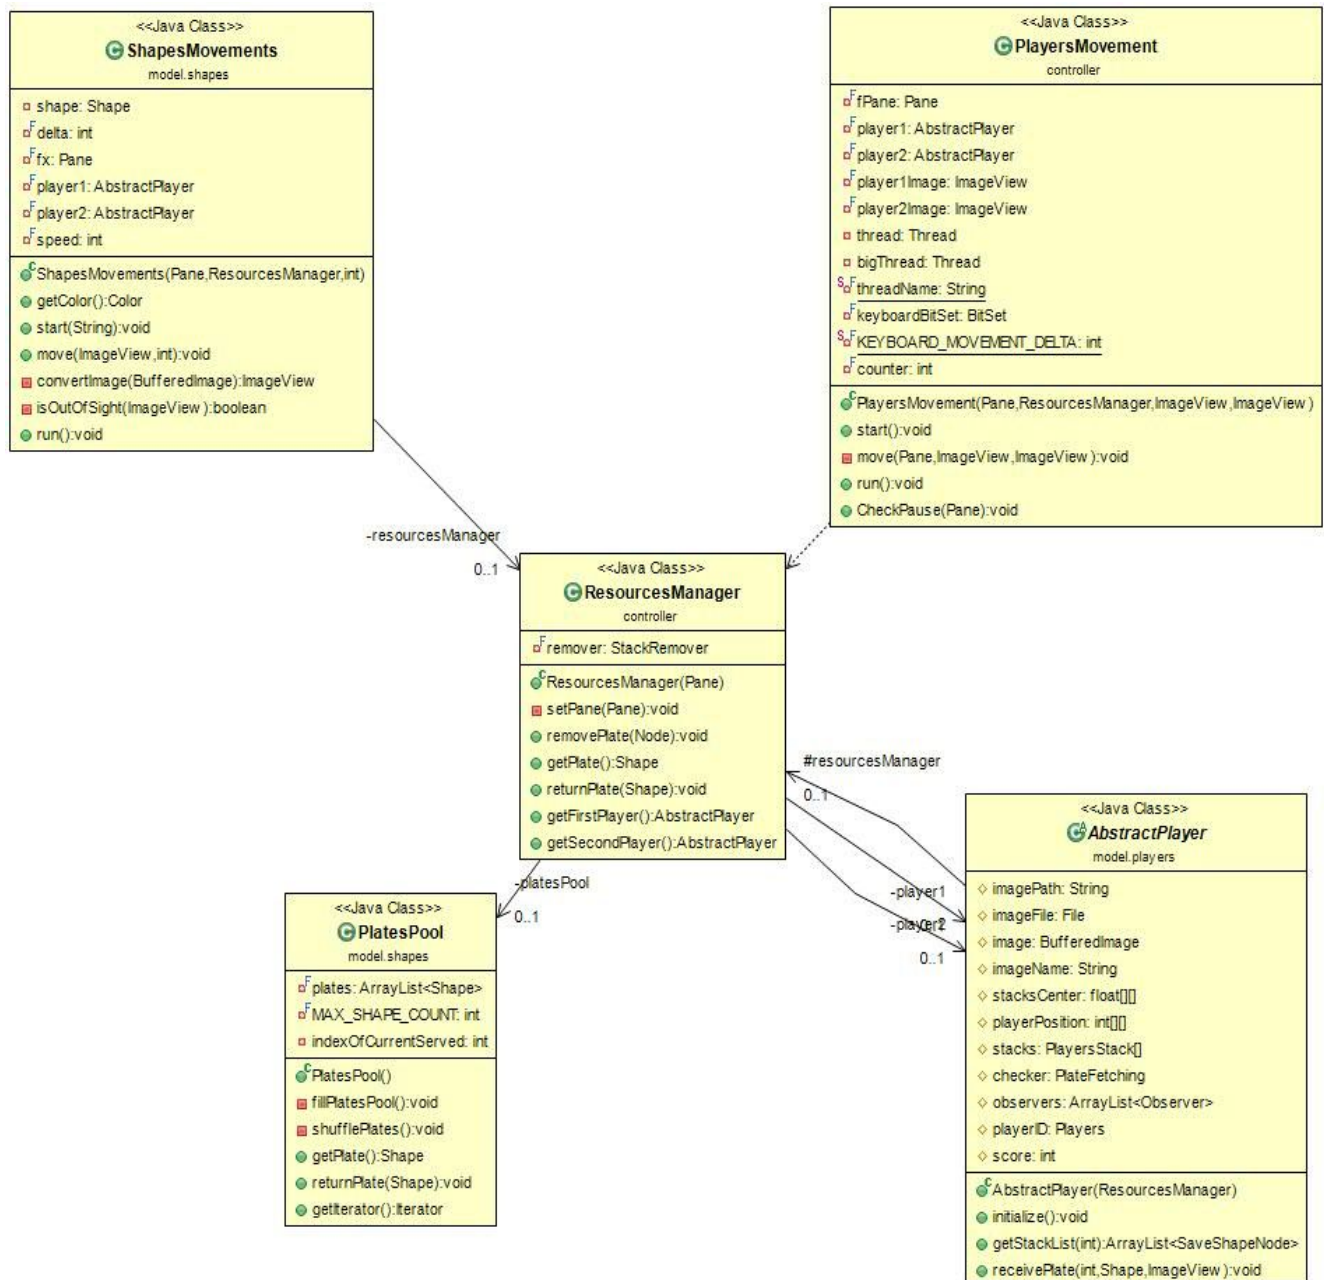 <<Java Class>>
ShapesMovements
model.shapes
shape: Shape
delta: int
fx: Pane
player1: AbstractPlayer
player2: AbstractPlayer
speed: int
ShapesMovements(Pane,ResourcesManager,int)
getColor():Color
start(String):void
move(ImageView,int):void
convertImage(BufferedImage):ImageView
isOutOfSight(ImageView):boolean
run():void
<<Java Class>>
PlayersMovement
controller
fPane: Pane
player1: AbstractPlayer
player2: AbstractPlayer
player1Image: ImageView
player2Image: ImageView
thread: Thread
bigThread: Thread
threadName: String
keyboardBitSet: BitSet
KEYBOARD_MOVEMENT_DELTA: int
counter: int
PlayersMovement(Pane,ResourcesManager,ImageView,ImageView)
start():void
move(Pane,ImageView,ImageView):void
run():void
CheckPause(Pane):void
-resourcesManager
0..1
<<Java Class>>
ResourcesManager
controller
remover: StackRemover
ResourcesManager(Pane)
setPane(Pane):void
removePlate(Node):void
getPlate():Shape
returnPlate(Shape):void
getFirstPlayer():AbstractPlayer
getSecondPlayer():AbstractPlayer
#resourcesManager
0..1
-platesPool
0..1
-player1
0..1
-player2
0..1
<<Java Class>>
PlatesPool
model.shapes
plates: ArrayList<Shape>
MAX_SHAPE_COUNT: int
indexOfCurrentServed: int
PlatesPool()
fillPlatesPool():void
shufflePlates():void
getPlate():Shape
returnPlate(Shape):void
getIterator():Iterator
<<Java Class>>
AbstractPlayer
model.players
imagePath: String
imageFile: File
image: BufferedImage
imageName: String
stacksCenter: float[][]
playerPosition: int[][]
stacks: PlayersStack[]
checker: PlateFetching
observers: ArrayList<Observer>
playerID: Players
score: int
AbstractPlayer(ResourcesManager)
initialize():void
getStackList(int):ArrayList<SaveShapeNode>
receivePlate(int,Shape,ImageView):void